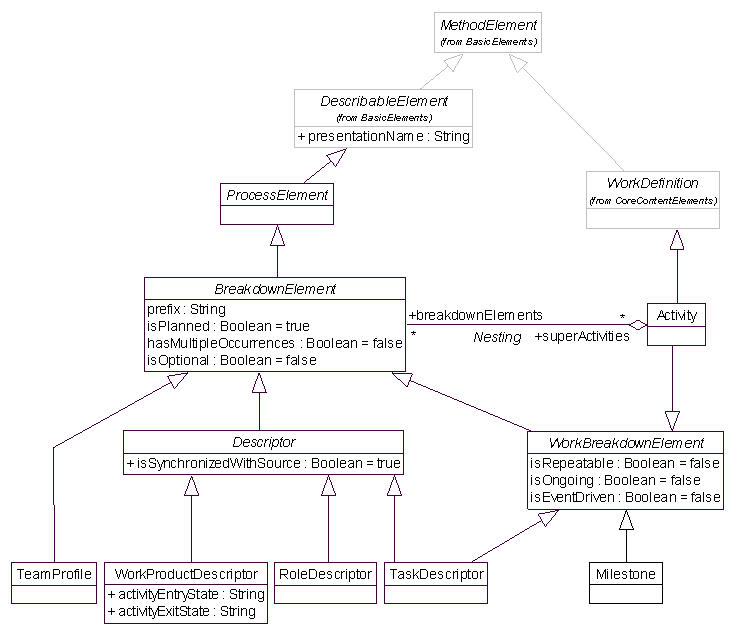 MethodElement
(from BasicElements)
DescribableElement
(from BasicElements)
+ presentationName : String
ProcessElement
WorkDefinition
(from CoreContentElements)
BreakdownElement
prefix : String
isPlanned : Boolean = true
hasMultipleOccurrences : Boolean = false
isOptional : Boolean = false
+breakdownElements
*
Nesting
*
+superActivities
Activity
Descriptor
+ isSynchronizedWithSource : Boolean = true
WorkBreakdownElement
isRepeatable : Boolean = false
isOngoing : Boolean = false
isEventDriven : Boolean = false
TeamProfile
WorkProductDescriptor
+ activityEntryState : String
+ activityExitState : String
RoleDescriptor
TaskDescriptor
Milestone